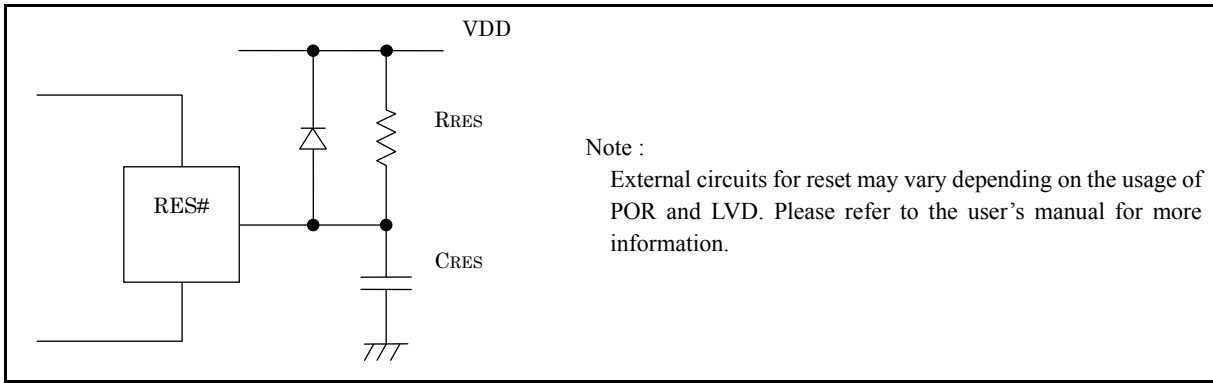 VDD
RRES
RES#
CRES
Note :
External circuits for reset may vary depending on the usage of
POR and LVD. Please refer to the user’s manual for more
information.